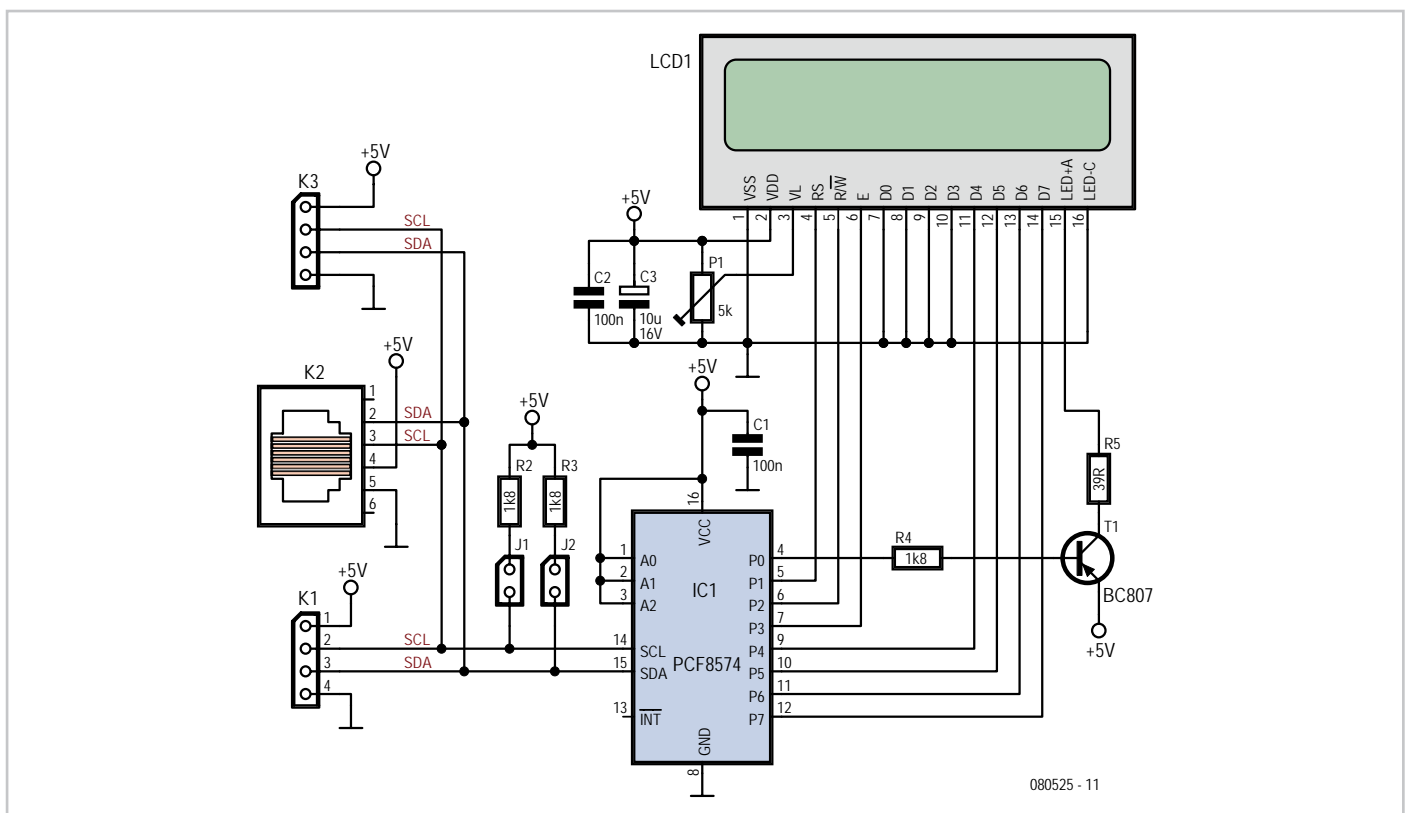 LCD1
VSS
VDD
VL
RS
R/W
E
D0
D1
D2
D3
D4
D5
D6
D7
LED+A
LED-C
1
2
3
4
5
6
7
8
9
10
11
12
13
14
15
16
+5V
K3
SCL
SDA
+5V
C2
100n
C3
10u
16V
P1
5k
K2
+5V
1
2
3
4
5
6
SDA
SCL
+5V
R2
1k8
R3
1k8
J1
J2
+5V
C1
100n
16
VCC
1
2
3
A0
A1
A2
IC1
PCF8574
14
15
SCL
SDA
13
INT
GND
8
P0
P1
P2
P3
P4
P5
P6
P7
4
5
6
7
9
10
11
12
R4
1k8
R5
39R
T1
BC807
+5V
K1
+5V
1
2
3
4
SCL
SDA
080525 - 11